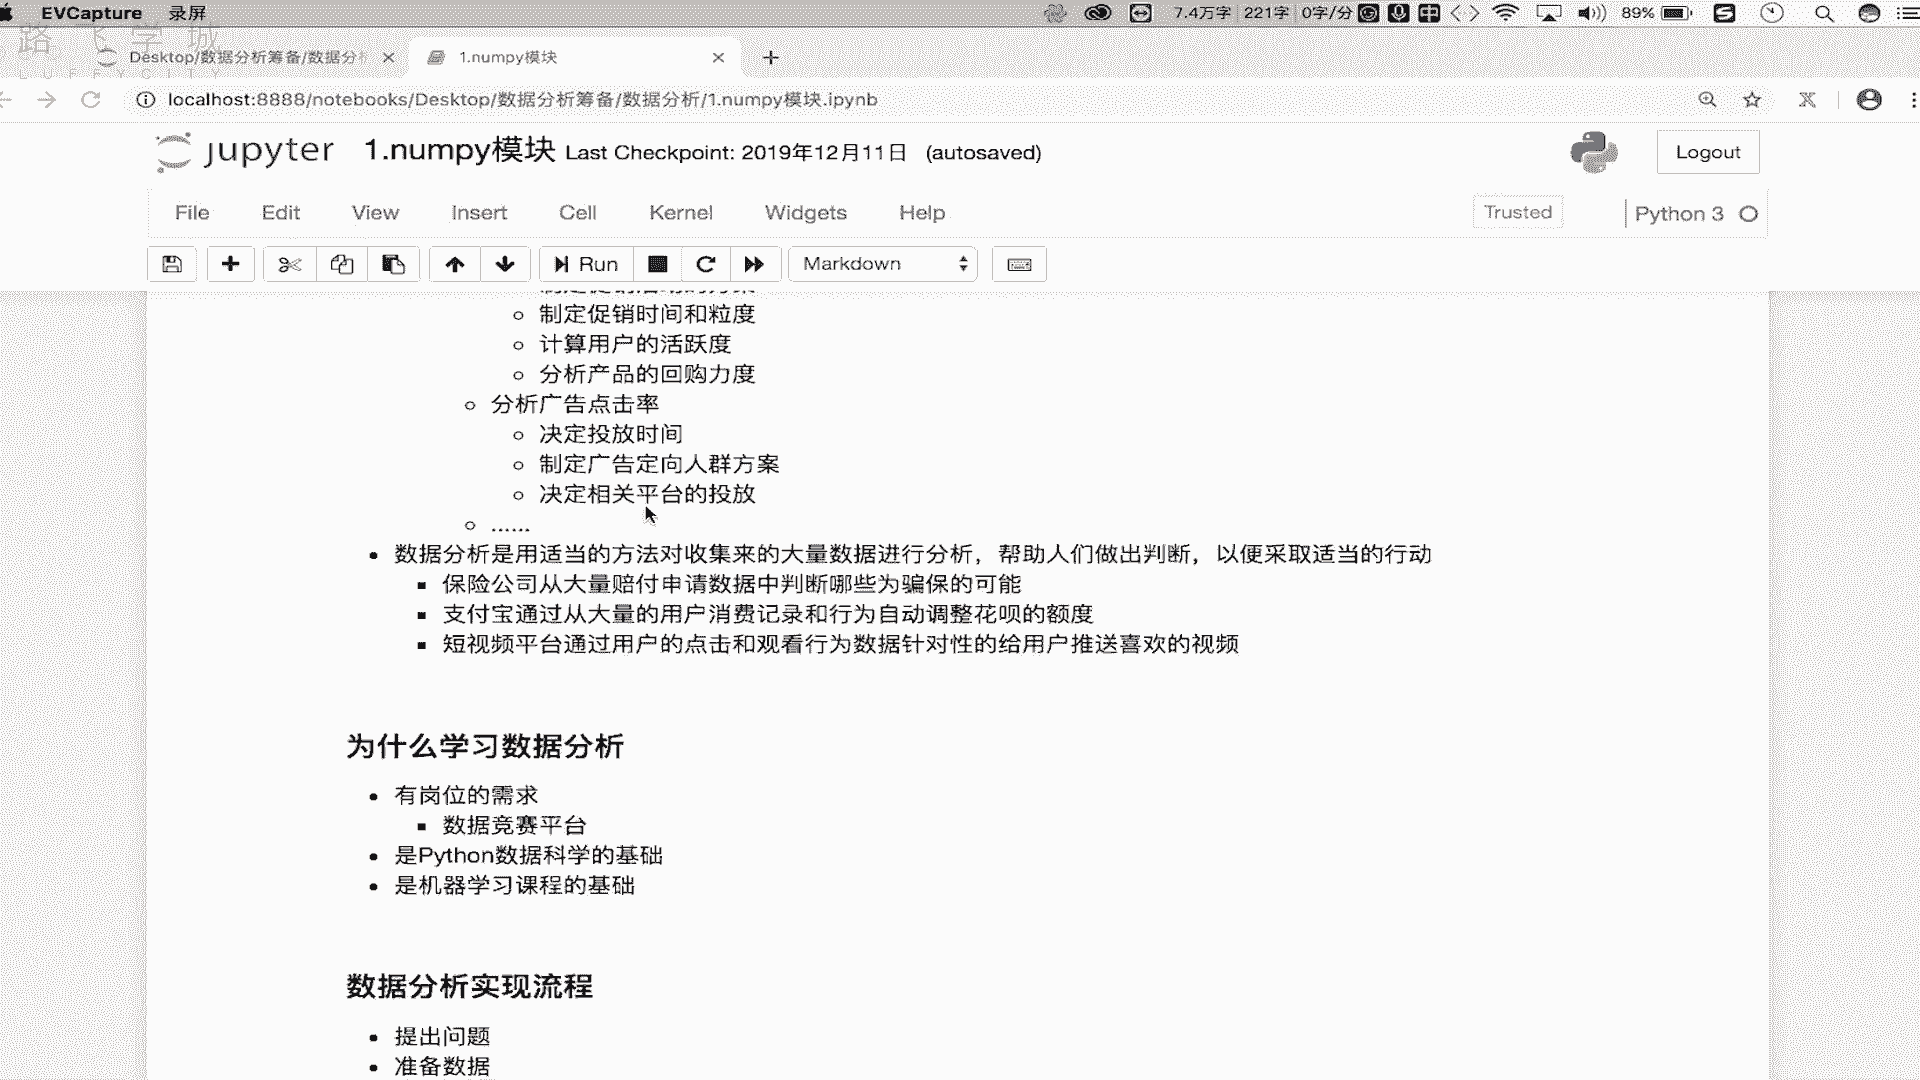 EVCapture 录屏 7.4万字 221字 0字/分 中 89%
路飞学城
LUFFYCITY
Desktop/数据分析筹备/数据分析 1.numpy模块
localhost:8888/notebooks/Desktop/数据分析筹备/数据分析/1.numpy模块.ipynb
jupyter 1.numpy模块 Last Checkpoint: 2019年12月11日 (autosaved) Logout
File Edit View Insert Cell Kernel Widgets Help Trusted Python 3
Run Markdown
制定促销时间和粒度
计算用户的活跃度
分析产品的回购力度
分析广告点击率
决定投放时间
制定广告定向人群方案
决定相关平台的投放
......
数据分析是用适当的方法对收集来的大量数据进行分析，帮助人们做出判断，以便采取适当的行动
保险公司从大量赔付申请数据中判断哪些为骗保的可能
支付宝通过从大量的用户消费记录和行为自动调整花呗的额度
短视频平台通过用户的点击和观看行为数据针对性的给用户推送喜欢的视频
为什么学习数据分析
有岗位的需求
数据竞赛平台
是Python数据科学的基础
是机器学习课程的基础
数据分析实现流程
提出问题
准备数据